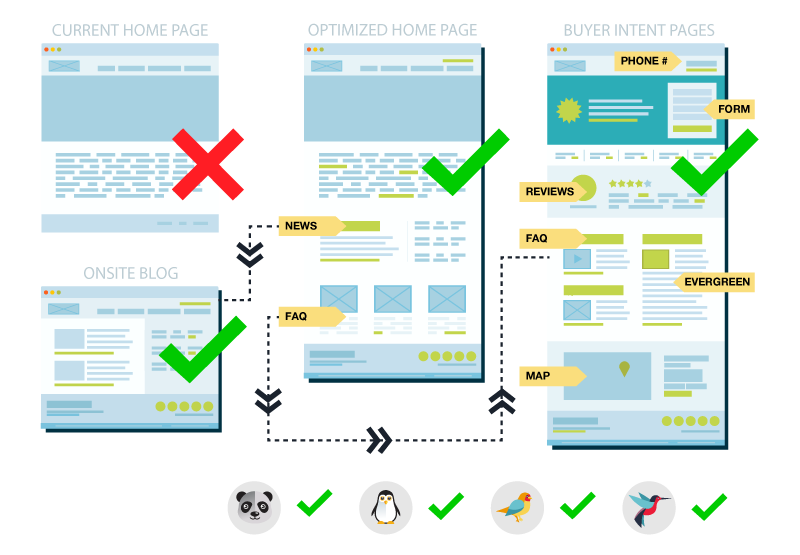 CURRENT HOME PAGE
OPTIMIZED HOME PAGE
BUYER INTENT PAGES
PHONE #
FORM
REVIEWS
NEWS
FAQ
EVERGREEN
ONSITE BLOG
FAQ
MAP